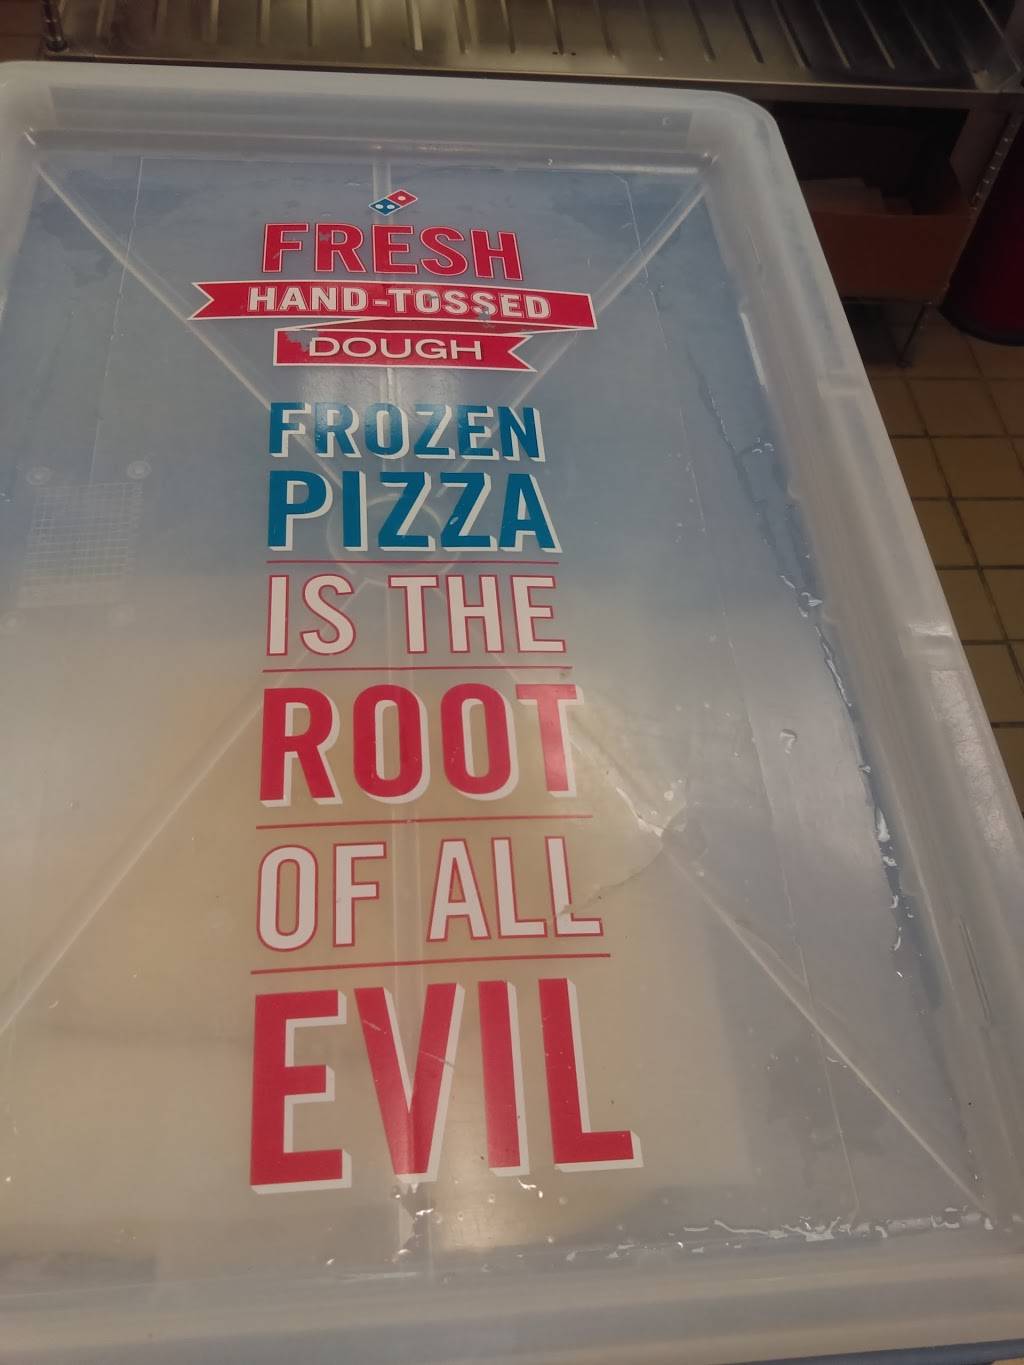 FRESH
HAND-TOSSED
DOUGH
FROZEN
PIZZA
IS THE
ROOT
OF ALL
EVIL